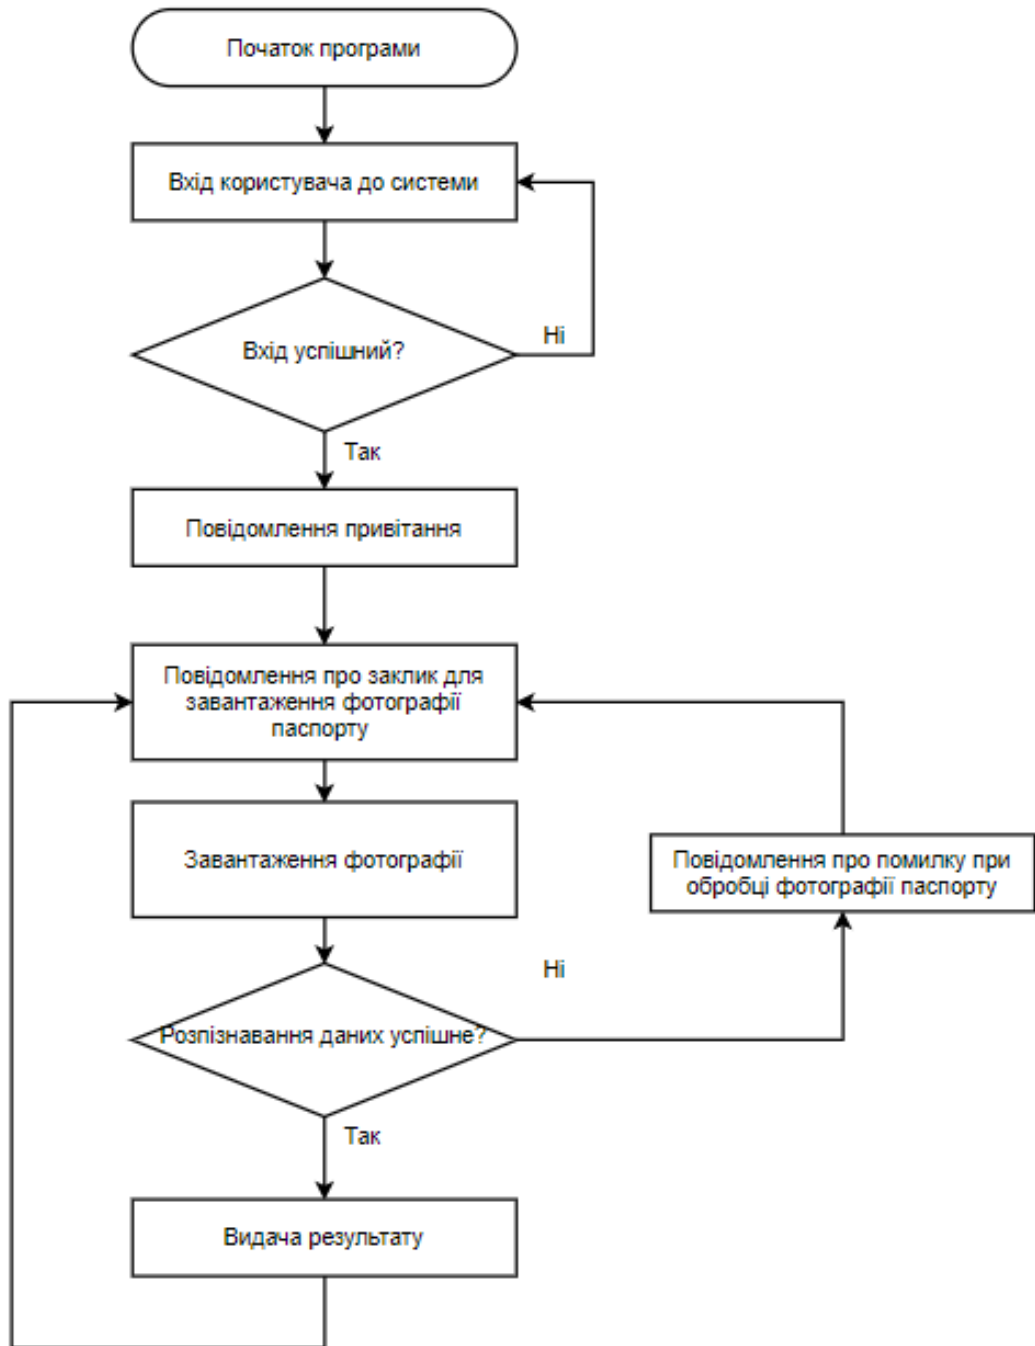 Початок програми
Вхід користувача до системи
Вхід успішний?
Ні
Так
Повідомлення привітання
Повідомлення про заклик для
завантаження фотографії
паспорту
Завантаження фотографії
Повідомлення про помилку при
обробці фотографії паспорту
Ні
Розпізнавання даних успішне?
Так
Видача результату